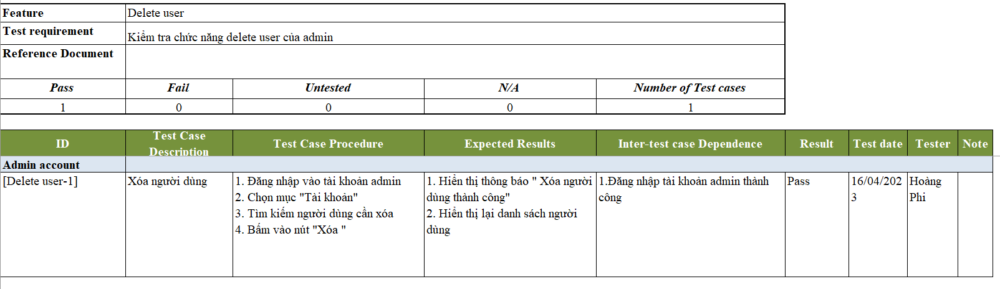 Feature
Delete user
Test requirement
Kiểm tra chức năng delete user của admin
Reference Document
Pass Fail Untested N/A Number of Test cases
1 0 0 0 1
ID
Test Case
Description
Test Case Procedure
Expected Results
Inter-test case Dependence
Result
Test date
Tester
Note
Admin account
[Delete user-1]
Xóa người dùng
1. Đăng nhập vào tài khoản admin
2. Chọn mục "Tài khoản"
3. Tìm kiếm người dùng cần xóa
4. Bấm vào nút "Xóa "
1. Hiển thị thông báo " Xóa người
dùng thành công"
2. Hiển thị lại danh sách người
dùng
1.Đăng nhập tài khoản admin thành
công
Pass
16/04/202
3
Hoàng
Phi